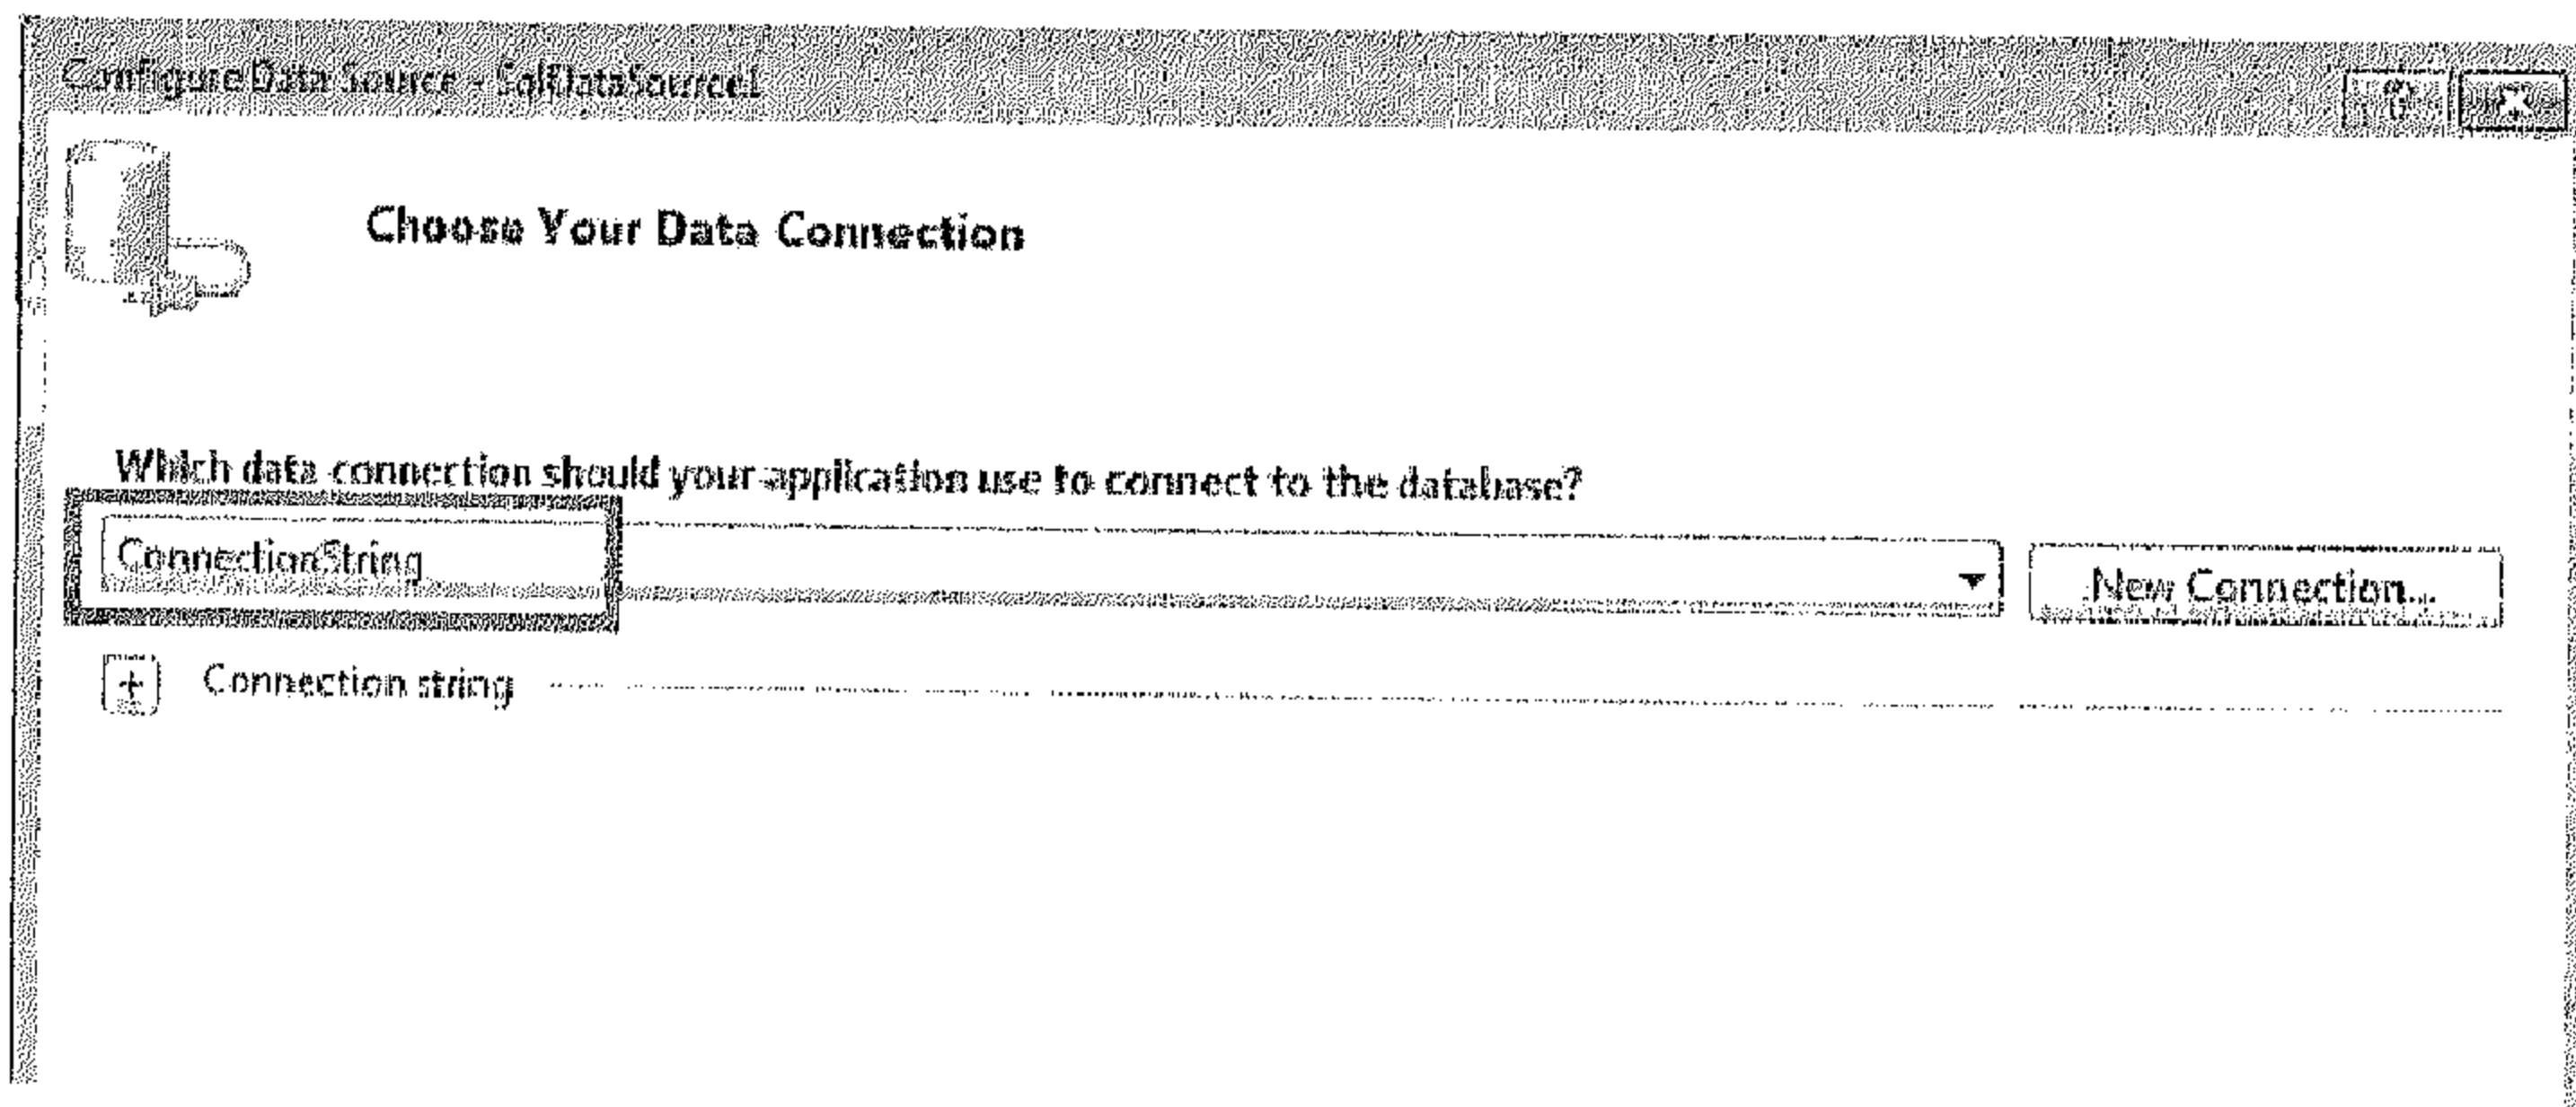 Configure Data Source - SqlDataSource1
Choose Your Data Connection
Which data connection should your application use to connect to the database?
ConnectionString
New Connection...
+ Connection string